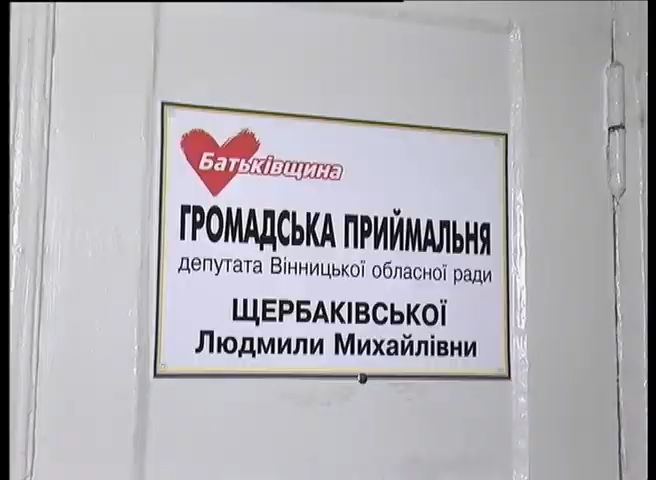 Батьківщина
ГРОМАДСЬКА ПРИЙМАЛЬНЯ
депутата Вінницької обласної ради
ЩЕРБАКІВСЬКОЇ
Людмили Михайлівни